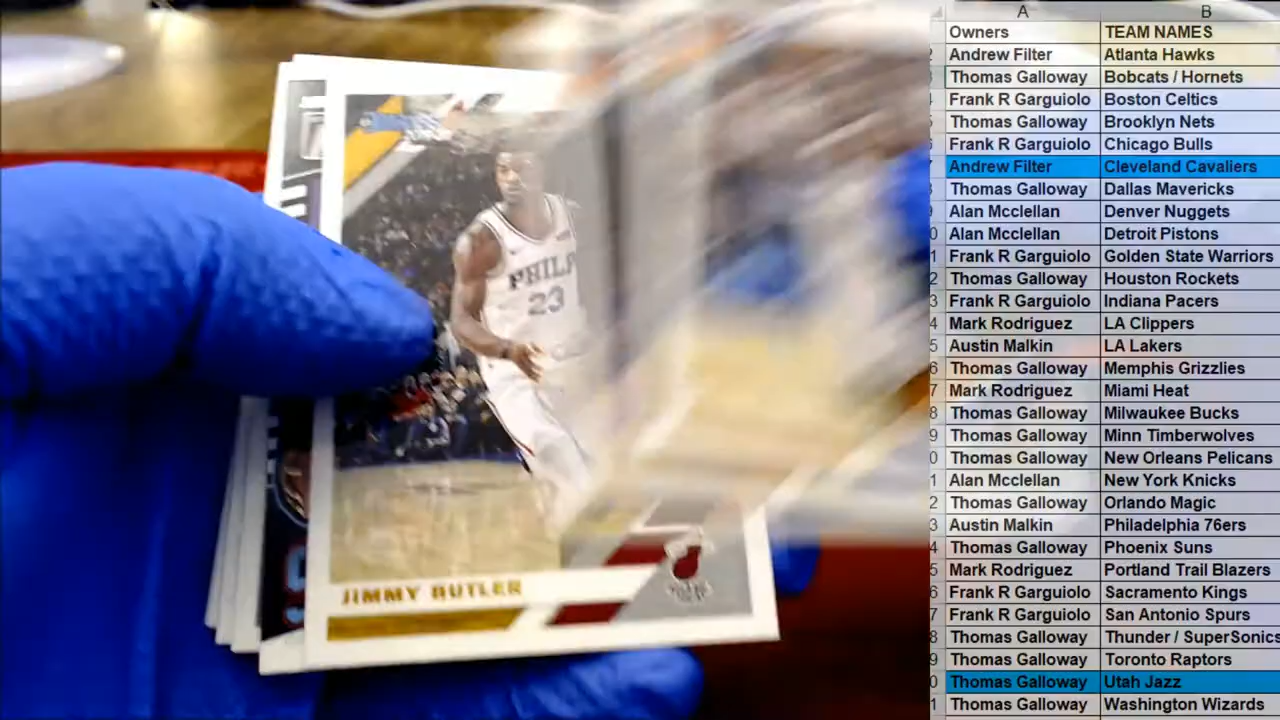 PHILA
23
JIMMY BUTLER
A B
Owners TEAM NAMES
Andrew Filter Atlanta Hawks
Thomas Galloway Bobcats / Hornets
Frank R Garguiolo Boston Celtics
Thomas Galloway Brooklyn Nets
Frank R Garguiolo Chicago Bulls
Andrew Filter Cleveland Cavaliers
Thomas Galloway Dallas Mavericks
Alan Mcclellan Denver Nuggets
Alan Mcclellan Detroit Pistons
Frank R Garguiolo Golden State Warriors
Thomas Galloway Houston Rockets
Frank R Garguiolo Indiana Pacers
Mark Rodriguez LA Clippers
Austin Malkin LA Lakers
Thomas Galloway Memphis Grizzlies
Mark Rodriguez Miami Heat
Thomas Galloway Milwaukee Bucks
Thomas Galloway Minn Timberwolves
Thomas Galloway New Orleans Pelicans
Alan Mcclellan New York Knicks
Thomas Galloway Orlando Magic
Austin Malkin Philadelphia 76ers
Thomas Galloway Phoenix Suns
Mark Rodriguez Portland Trail Blazers
Frank R Garguiolo Sacramento Kings
Frank R Garguiolo San Antonio Spurs
Thomas Galloway Thunder / SuperSonics
Thomas Galloway Toronto Raptors
Thomas Galloway Utah Jazz
Thomas Galloway Washington Wizards